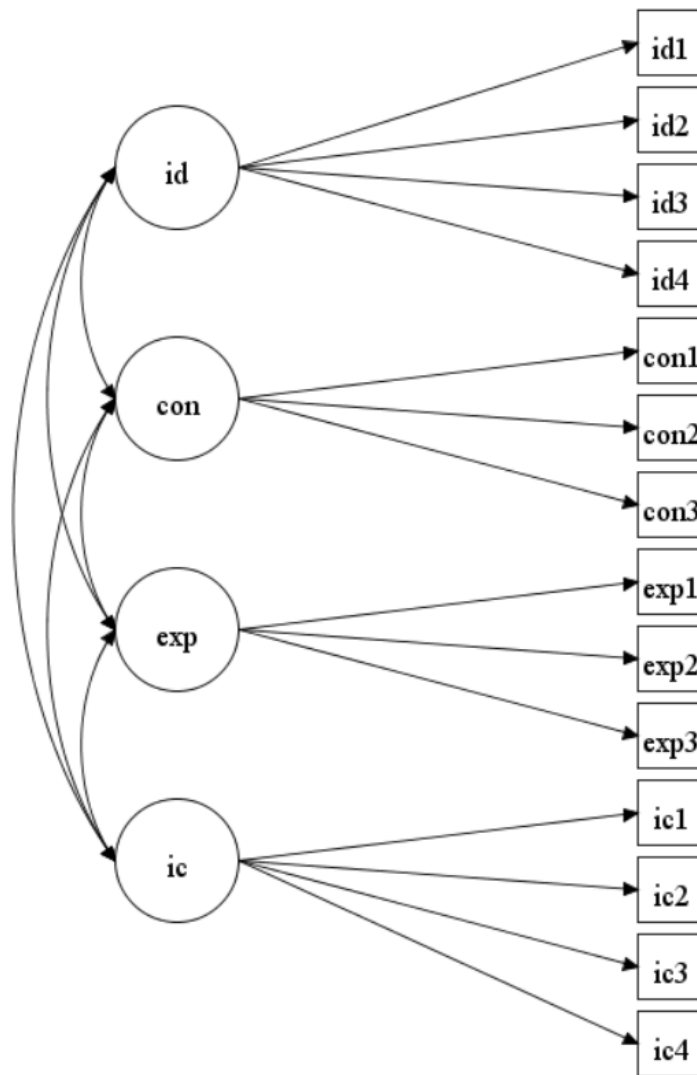 id1
id2
id
id3
id4
con1
con
con2
con3
exp1
exp
exp2
exp3
ic1
ic
ic2
ic3
ic4